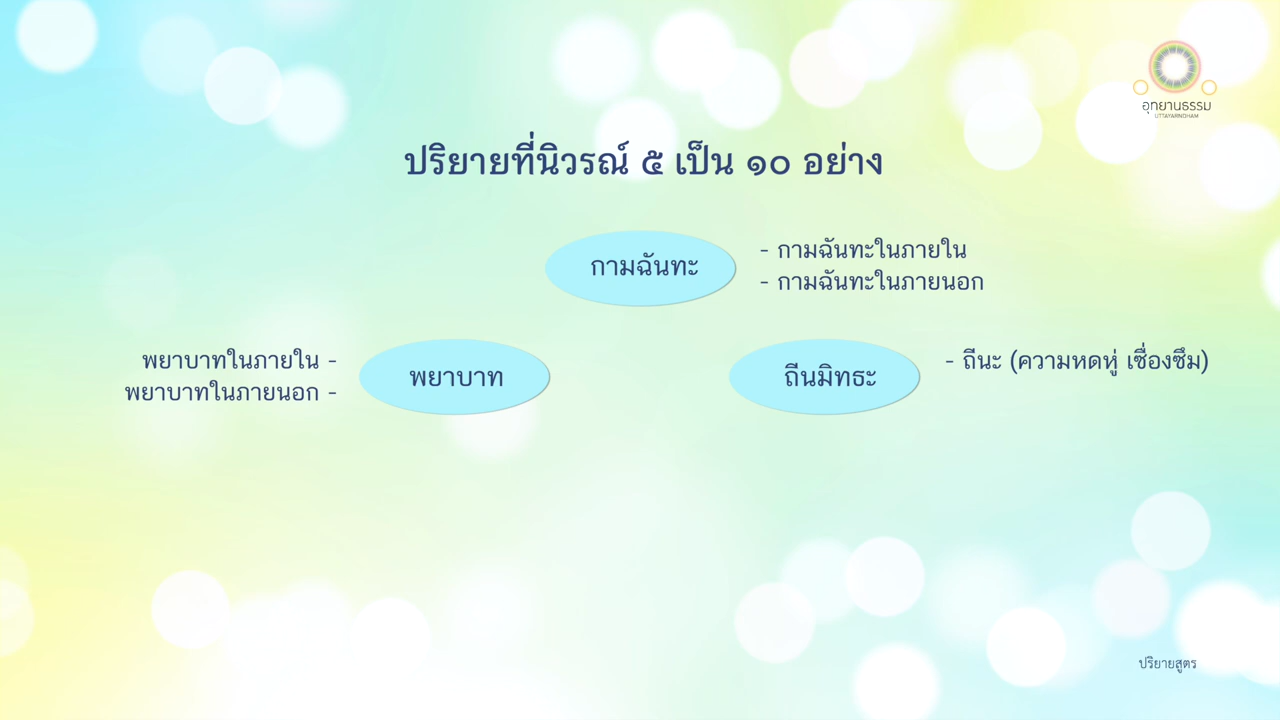 อุทยานธรรม
UTTAYARNDHAM
ปริยายที่นิวรณ์ ๕ เป็น ๑๐ อย่าง
กามฉันทะ
- กามฉันทะในภายใน
- กามฉันทะในภายนอก
พยาบาทในภายใน -
พยาบาทในภายนอก -
พยาบาท
ถีนมิทธะ
- ถีนะ (ความหดหู่ เซื่องซึม)
ปริยายสูตร